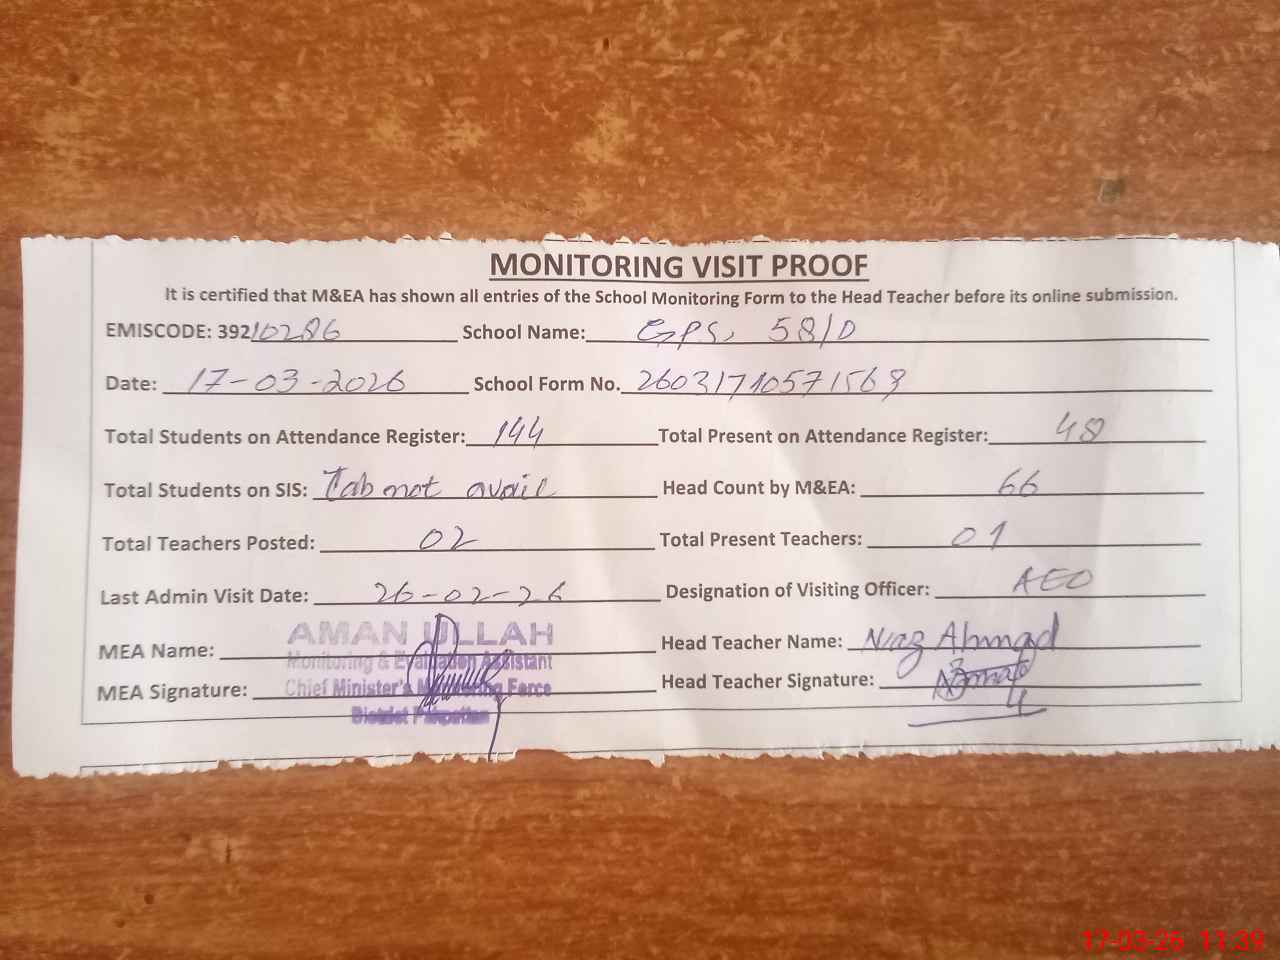 MONITORING VISIT PROOF
It is certified that M&EA has shown all entries of the School Monitoring Form to the Head Teacher before its online submission.
EMISCODE: 39210286 School Name: GPS, 58/D
Date: 17-03-2026 School Form No. 26031710571568
Total Students on Attendance Register: 144 Total Present on Attendance Register: 48
Total Students on SIS: Tab not avail Head Count by M&EA: 66
Total Teachers Posted: 02 Total Present Teachers: 01
Last Admin Visit Date: 26-02-26 Designation of Visiting Officer: AEO
MEA Name: AMAN ULLAH Head Teacher Name: Niaz Ahmad
Monitoring & Evaluation Assistant
MEA Signature: Chief Minister's Monitoring Force Head Teacher Signature:
District Pakpattan
17-03-26 11:39